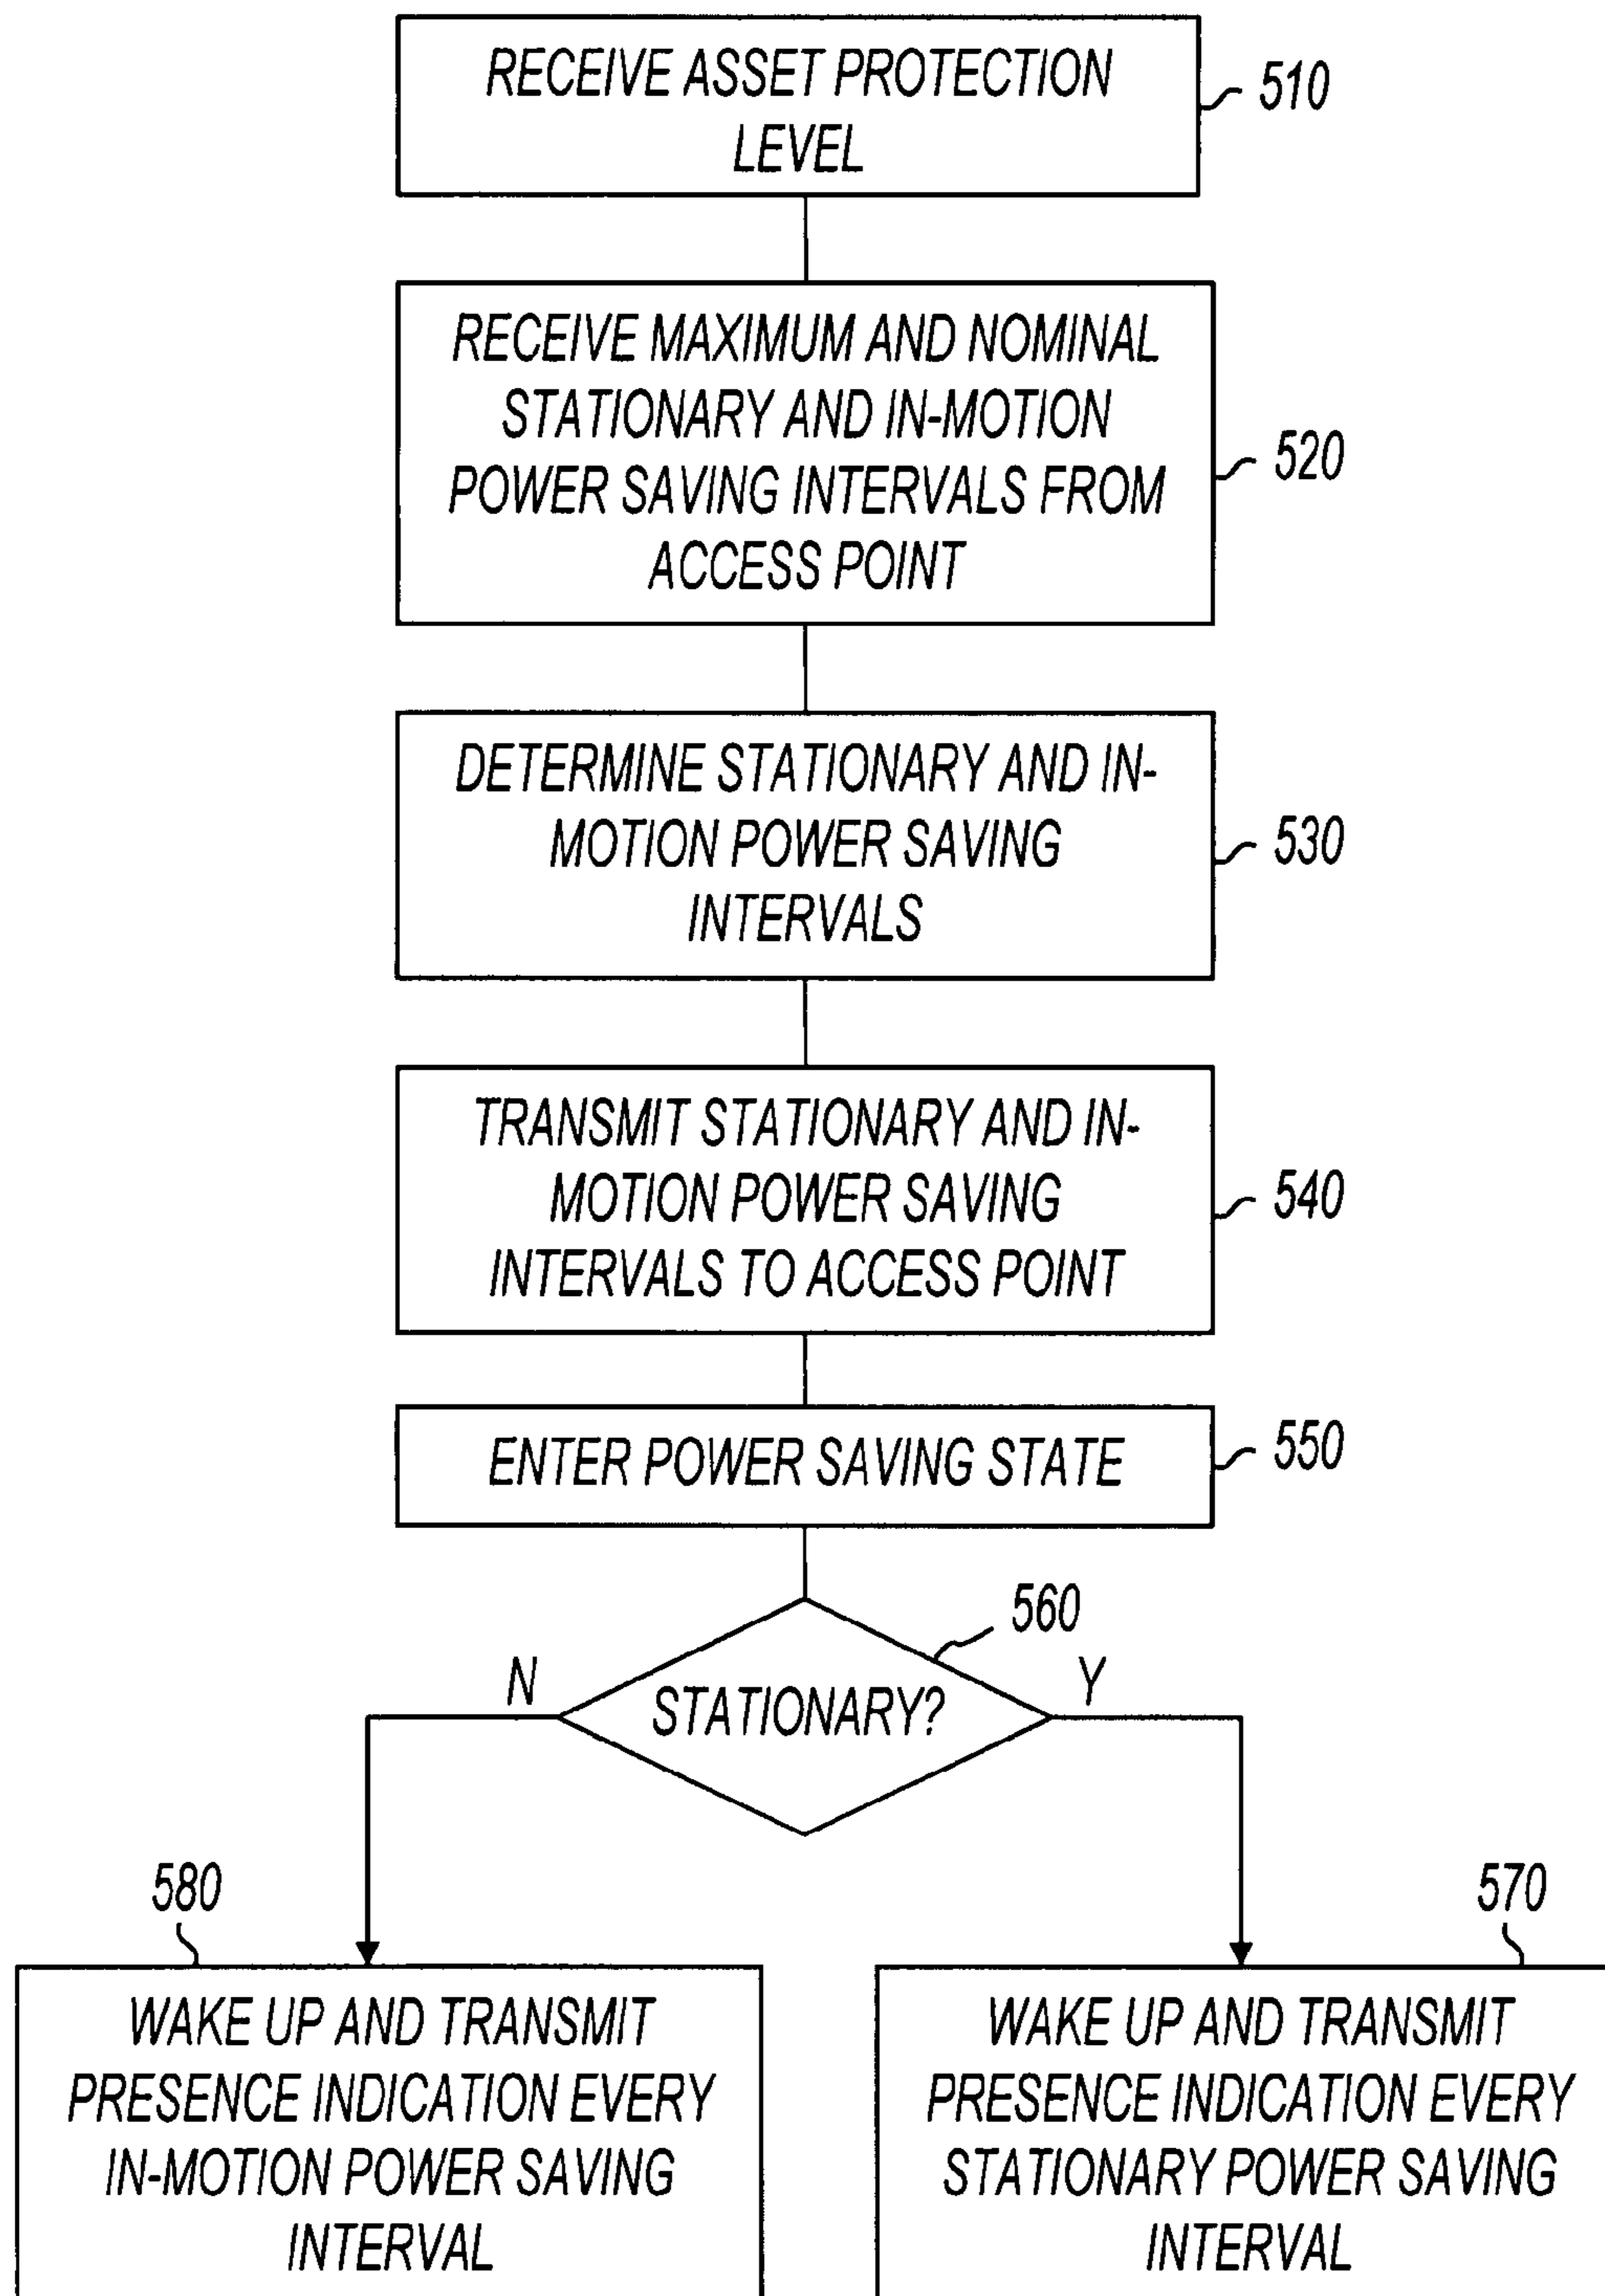 RECEIVE ASSET PROTECTION
LEVEL
510
RECEIVE MAXIMUM AND NOMINAL
STATIONARY AND IN-MOTION
POWER SAVING INTERVALS FROM
ACCESS POINT
520
DETERMINE STATIONARY AND IN-
MOTION POWER SAVING
INTERVALS
530
TRANSMIT STATIONARY AND IN-
MOTION POWER SAVING
INTERVALS TO ACCESS POINT
540
ENTER POWER SAVING STATE
550
560
N
STATIONARY?
Y
580
WAKE UP AND TRANSMIT
PRESENCE INDICATION EVERY
IN-MOTION POWER SAVING
INTERVAL
570
WAKE UP AND TRANSMIT
PRESENCE INDICATION EVERY
STATIONARY POWER SAVING
INTERVAL